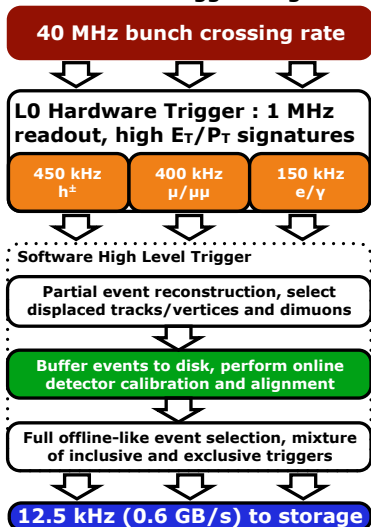 40 MHz bunch crossing rate
L0 Hardware Trigger : 1 MHz
readout, high Eᴛ/Pᴛ signatures
450 kHz
h±
400 kHz
μ/μμ
150 kHz
e/γ
Software High Level Trigger
Partial event reconstruction, select
displaced tracks/vertices and dimuons
Buffer events to disk, perform online
detector calibration and alignment
Full offline-like event selection, mixture
of inclusive and exclusive triggers
12.5 kHz (0.6 GB/s) to storage